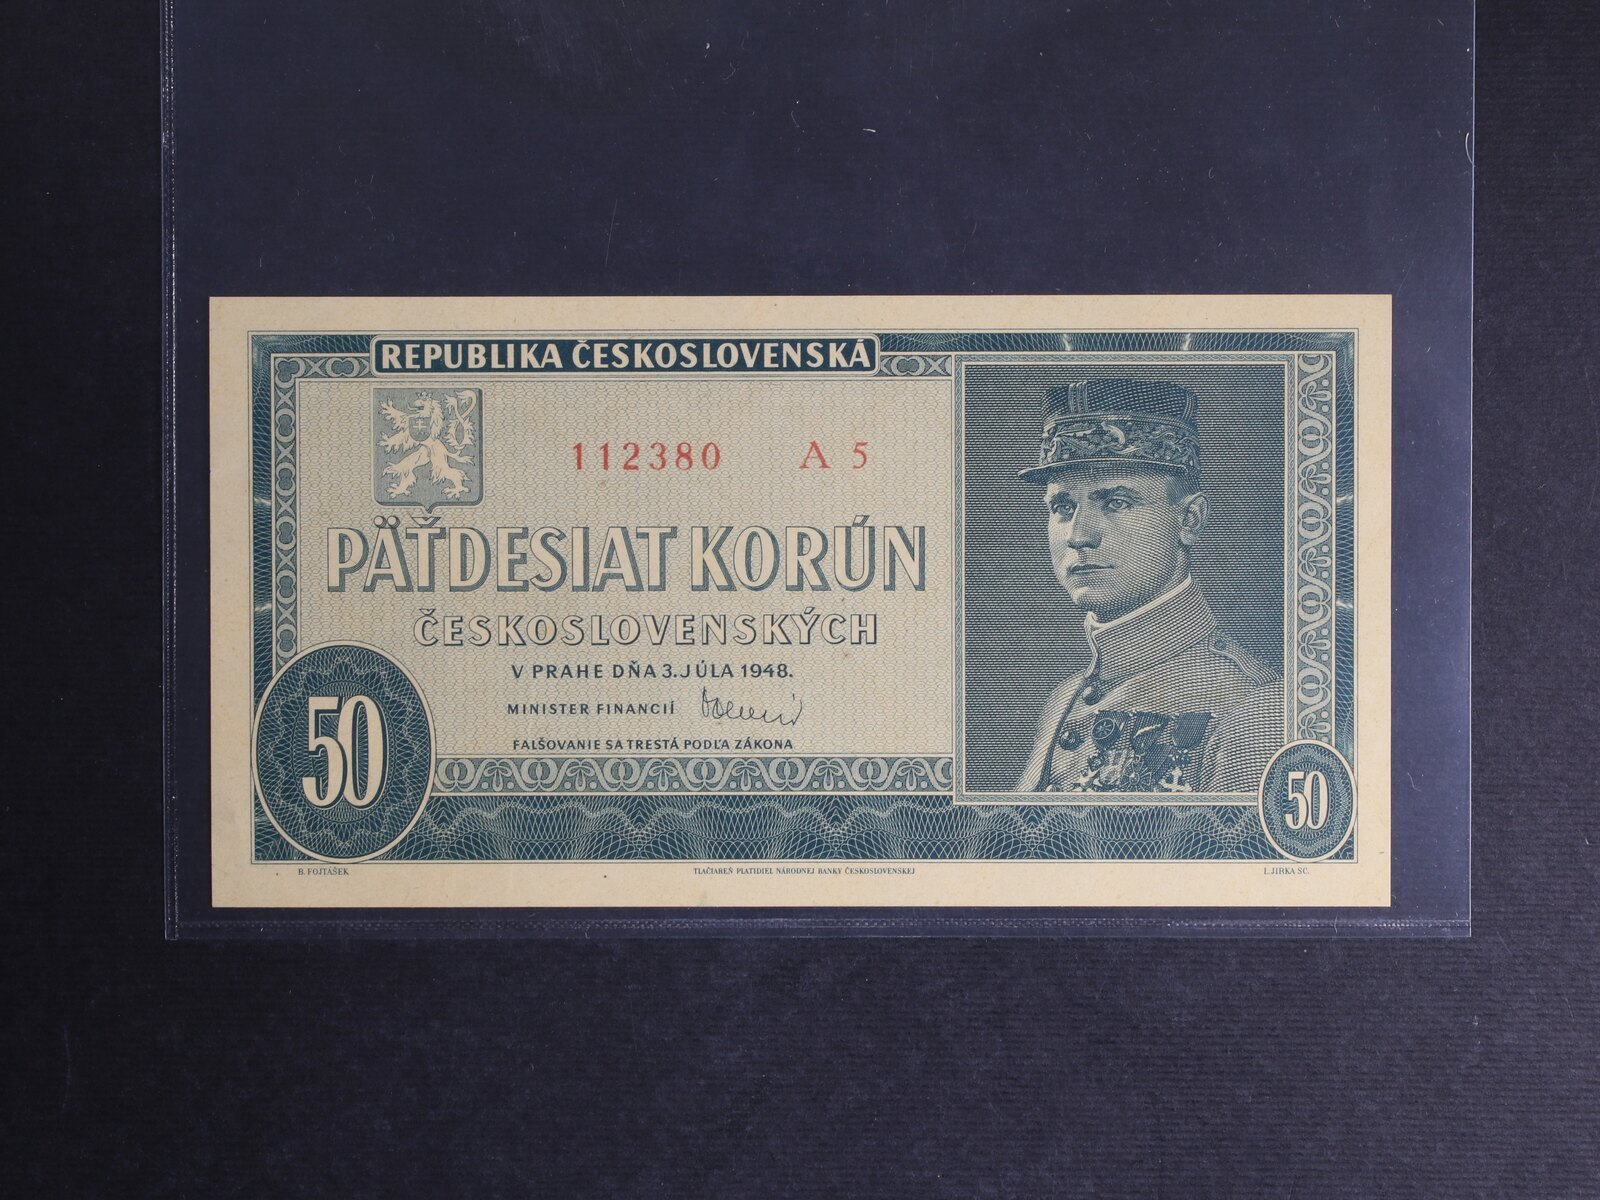 REPUBLIKA ČESKOSLOVENSKÁ
112380 A 5
PÄŤDESIAT KORÚN
ČESKOSLOVENSKÝCH
V PRAHE DŇA 3. JÚLA 1948.
MINISTER FINANCIÍ
FALŠOVANIE SA TRESTÁ PODĽA ZÁKONA
50
50
B. FOJTÁŠEK
TLAČIAREŇ PLATIDIEL NÁRODNEJ BANKY ČESKOSLOVENSKEJ
L. JIRKA SC.